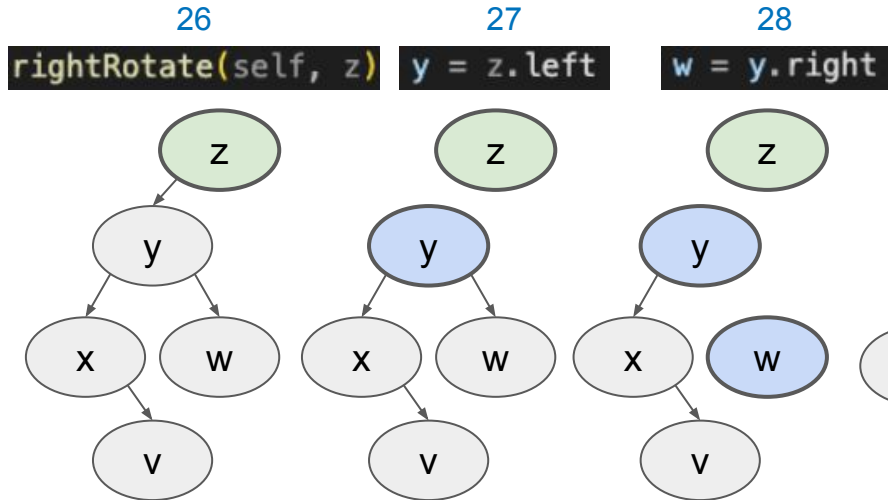 26 27 28
rightRotate(self, z) y = z.left w = y.right
z z z
y y y
x w x w x w
v v v